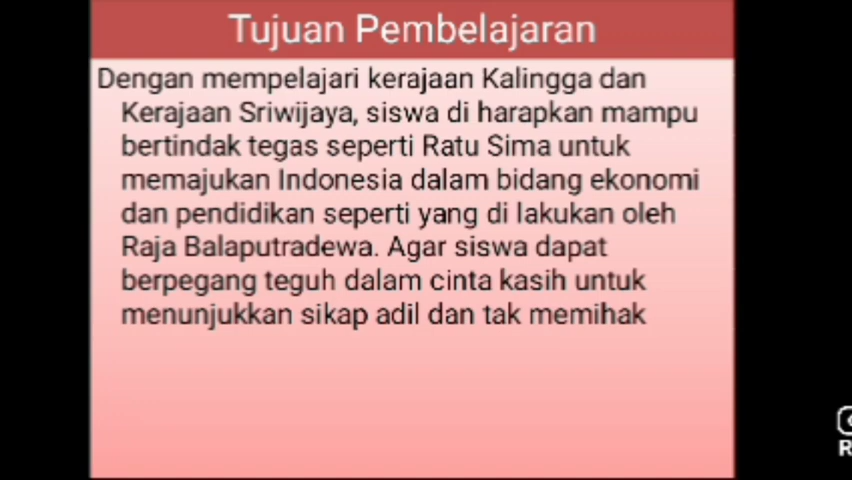 Tujuan Pembelajaran
Dengan mempelajari kerajaan Kalingga dan
Kerajaan Sriwijaya, siswa di harapkan mampu
bertindak tegas seperti Ratu Sima untuk
memajukan Indonesia dalam bidang ekonomi
dan pendidikan seperti yang di lakukan oleh
Raja Balaputradewa. Agar siswa dapat
berpegang teguh dalam cinta kasih untuk
menunjukkan sikap adil dan tak memihak